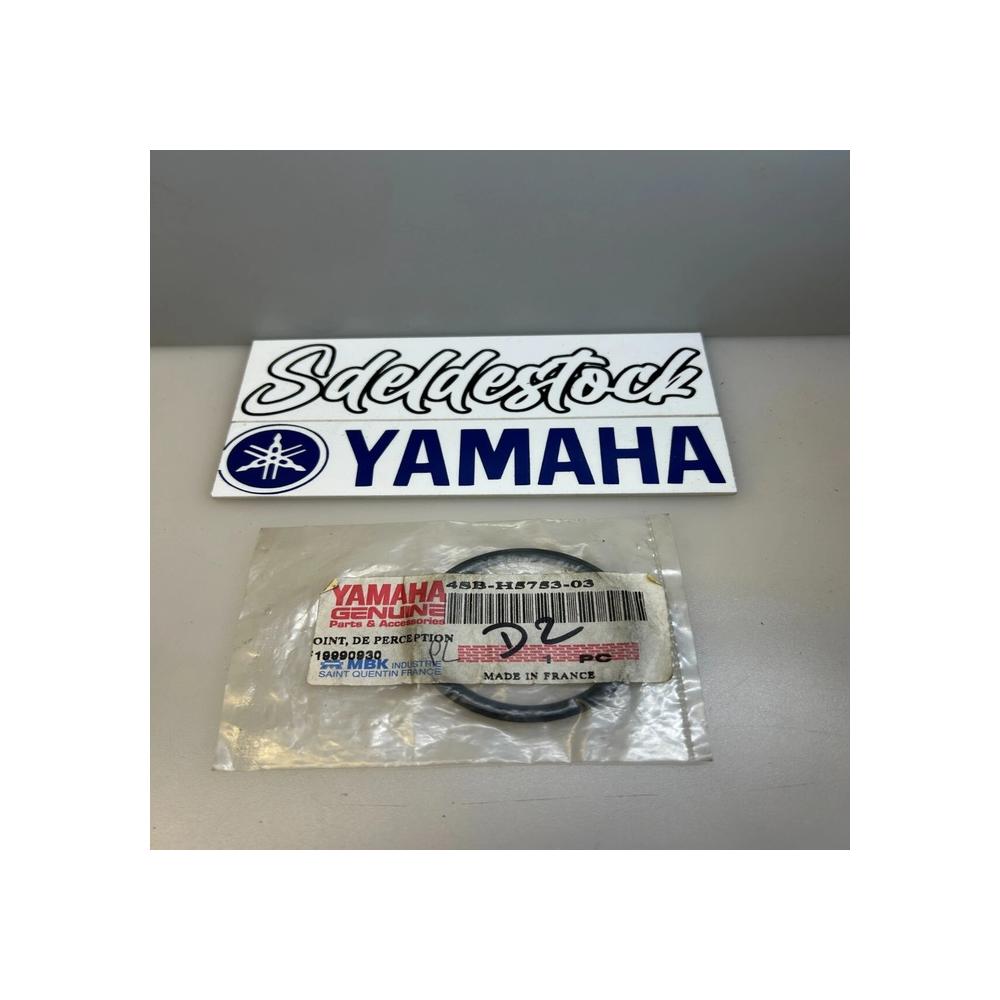 Sdeldestock
YAMAHA
YAMAHA
GENUINE
Parts & Accessories
4SB-H5753-03
OINT, DE PERCEPTION
19990930
D2
1 PC
MBK INDUSTRIE
SAINT QUENTIN FRANCE
MADE IN FRANCE